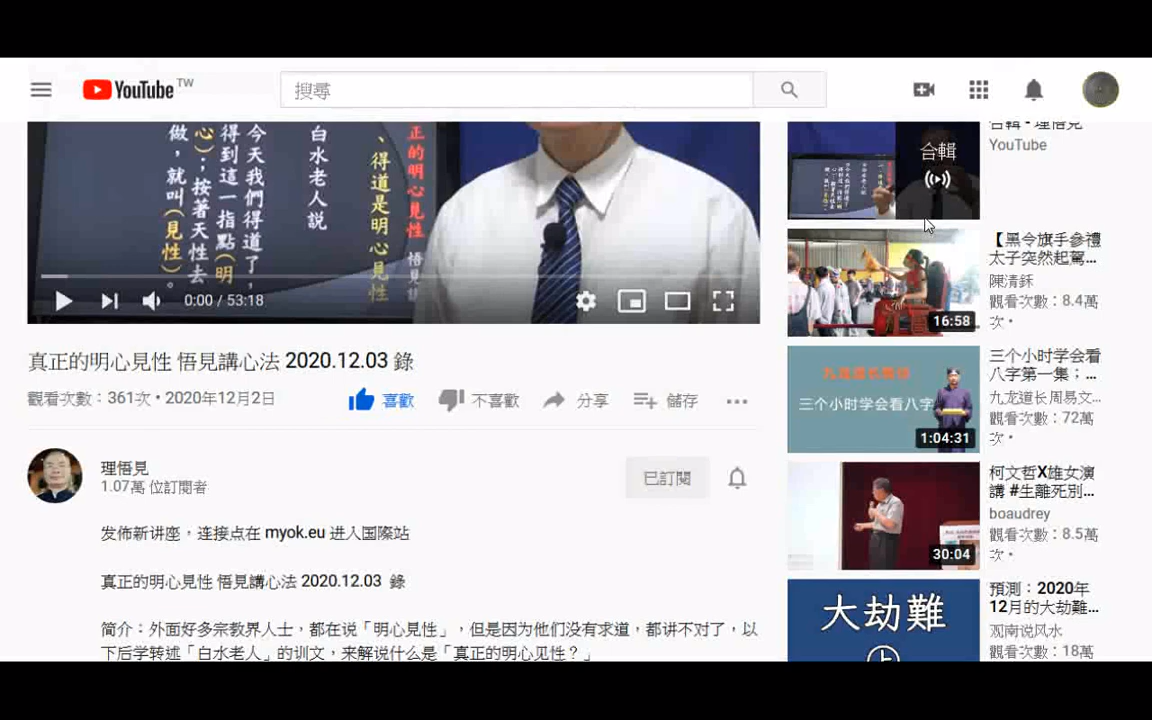 YouTube TW
搜尋
正的明心見性 悟見講
、得道是明心見性
白水老人説
今天我們得道了，
得到這一指點(明
心)；按著天性去
做，就叫(見性)。
0:00 / 53:18
真正的明心見性 悟見講心法 2020.12.03 錄
觀看次數：361次 • 2020年12月2日
喜歡
不喜歡
分享
儲存
理悟見
1.07萬 位訂閱者
已訂閱
发佈新讲座，连接点在 myok.eu 进入国際站
真正的明心見性 悟見講心法 2020.12.03 錄
简介：外面好多宗教界人士，都在说「明心見性」，但是因为他们没有求道，都讲不对了，以
下后学转述「白水老人」的训文，来解说什么是「真正的明心见性？」
合輯
合輯 - 理悟見
YouTube
16:58
【黑令旗手參禮
太子突然起駕...
陳清鈺
觀看次數：8.4萬
次 •
九龙道长周易
三个小时学会看八字
1:04:31
三个小时学会看
八字第一集；...
九龙道长周易文...
觀看次數：72萬
次 •
30:04
柯文哲X雄女演
講 #生離死別...
boaudrey
觀看次數：8.5萬
次 •
大劫難
上
預測：2020年
12月的大劫難...
观南说风水
觀看次數：18萬